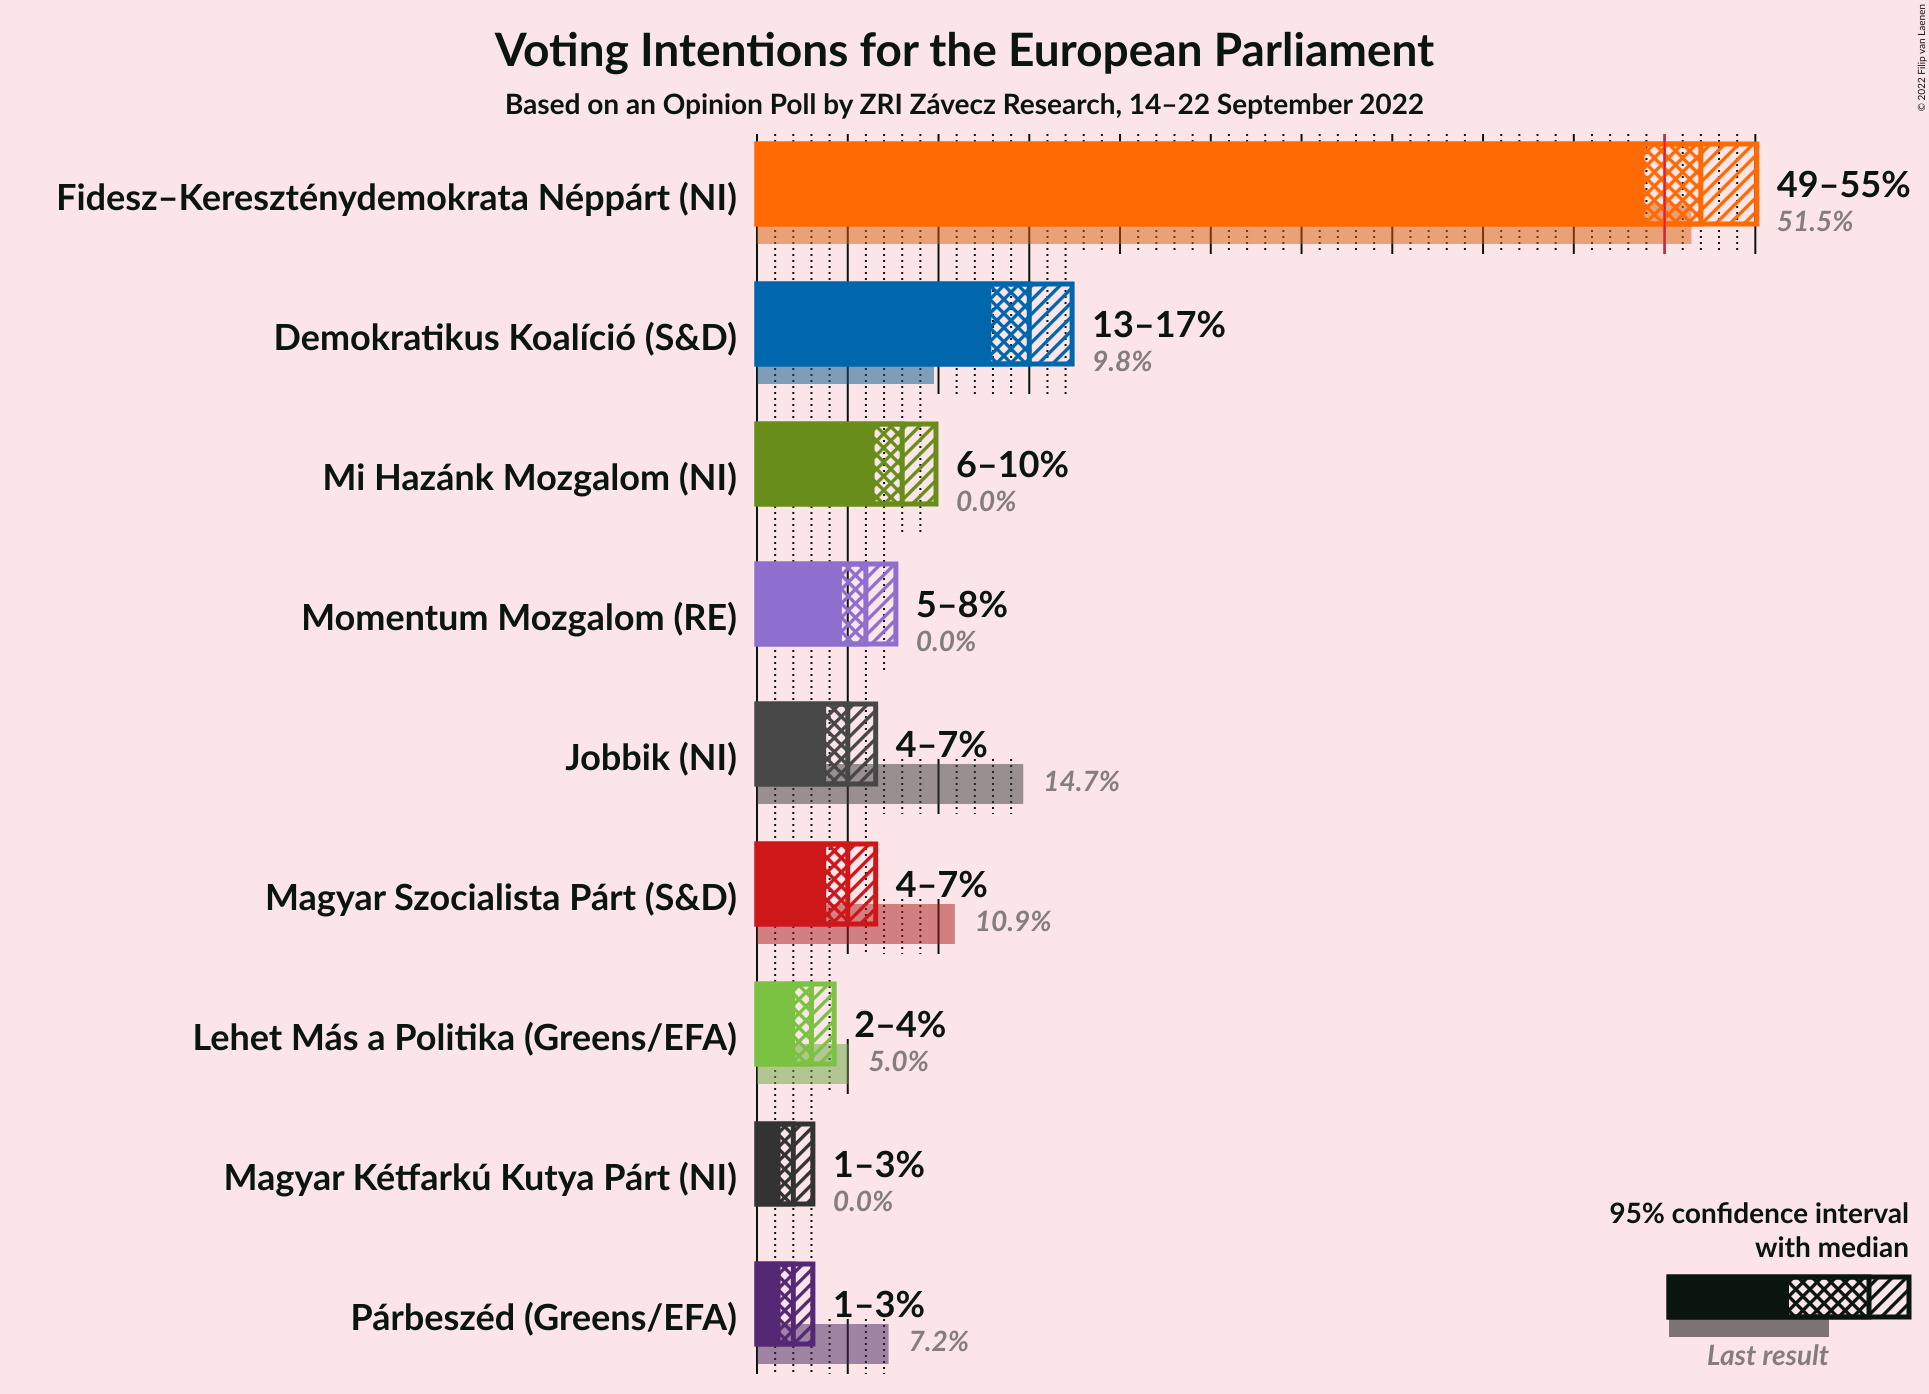 © 2022 Filip van Laenen
Voting Intentions for the European Parliament
Based on an Opinion Poll by ZRI Závecz Research, 14–22 September 2022
Fidesz–Kereszténydemokrata Néppárt (NI)
49–55%
51.5%
Demokratikus Koalíció (S&D)
13–17%
9.8%
Mi Hazánk Mozgalom (NI)
6–10%
0.0%
Momentum Mozgalom (RE)
5–8%
0.0%
Jobbik (NI)
4–7%
14.7%
Magyar Szocialista Párt (S&D)
4–7%
10.9%
Lehet Más a Politika (Greens/EFA)
2–4%
5.0%
Magyar Kétfarkú Kutya Párt (NI)
1–3%
0.0%
Párbeszéd (Greens/EFA)
1–3%
7.2%
95% confidence interval
with median
Last result